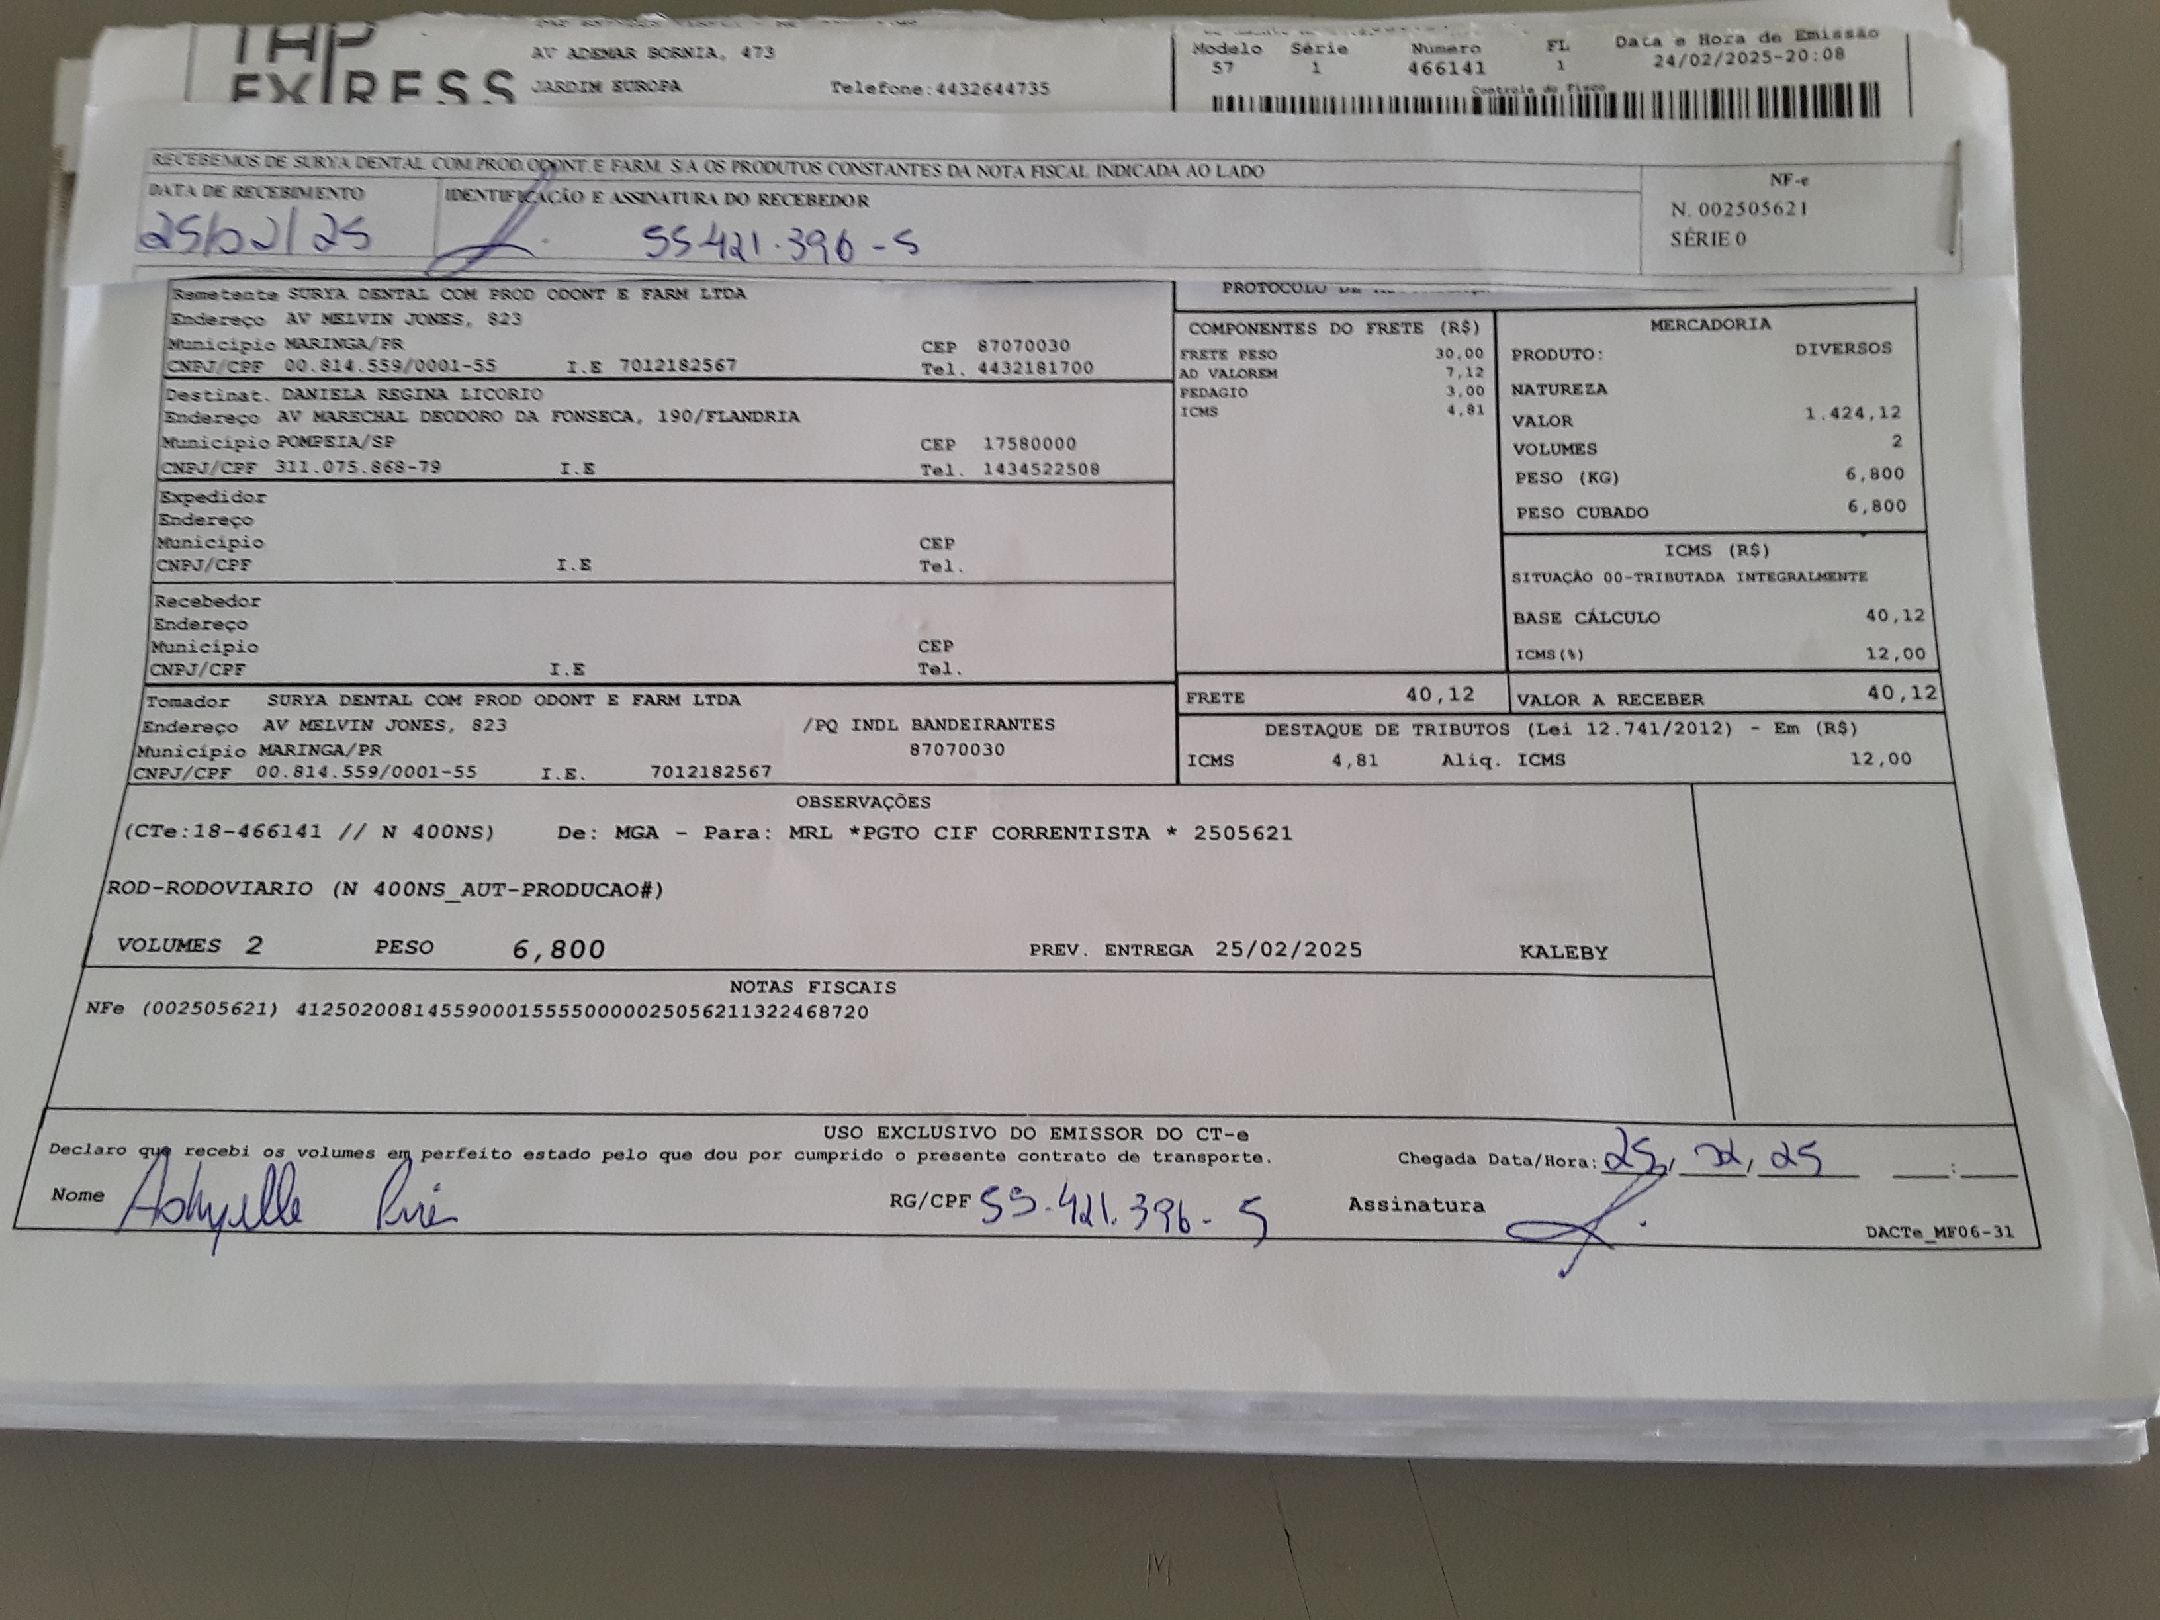 EXPRESS
AV ADEMAR BORNIA, 473
JARDIM EUROPA Telefone:4432644735
Modelo Série Numero FL Data e Hora de Emissão
57 1 466141 1 24/02/2025-20:08
Controle do Fisco
RECEBEMOS DE SURYA DENTAL COM.PROD.ODONT.E FARM. S/A OS PRODUTOS CONSTANTES DA NOTA FISCAL INDICADA AO LADO
DATA DE RECEBIMENTO IDENTIFICAÇÃO E ASSINATURA DO RECEBEDOR
25/02/25 55.421.396-5
NF-e
N. 002505621
SÉRIE 0
Remetente SURYA DENTAL COM PROD ODONT E FARM LTDA
Endereço AV MELVIN JONES, 823
Município MARINGA/PR CEP 87070030
CNPJ/CPF 00.814.559/0001-55 I.E 7012182567 Tel. 4432181700
Destinat. DANIELA REGINA LICORIO
Endereço AV MARECHAL DEODORO DA FONSECA, 190/FLANDRIA
Município POMPEIA/SP CEP 17580000
CNPJ/CPF 311.075.868-79 I.E Tel. 1434522508
Expedidor
Endereço
Município CEP
CNPJ/CPF I.E Tel.
Recebedor
Endereço
Município CEP
CNPJ/CPF I.E Tel.
Tomador SURYA DENTAL COM PROD ODONT E FARM LTDA
Endereço AV MELVIN JONES, 823 /PQ INDL BANDEIRANTES
Município MARINGA/PR 87070030
CNPJ/CPF 00.814.559/0001-55 I.E. 7012182567
PROTOCOLO DE
COMPONENTES DO FRETE (R$)
FRETE PESO 30,00
AD VALOREM 7,12
PEDAGIO 3,00
ICMS 4,81
MERCADORIA
PRODUTO: DIVERSOS
NATUREZA
VALOR 1.424,12
VOLUMES 2
PESO (KG) 6,800
PESO CUBADO 6,800
ICMS (R$)
SITUAÇÃO 00-TRIBUTADA INTEGRALMENTE
BASE CÁLCULO 40,12
ICMS(%) 12,00
FRETE 40,12 VALOR A RECEBER 40,12
DESTAQUE DE TRIBUTOS (Lei 12.741/2012) - Em (R$)
ICMS 4,81 Aliq. ICMS 12,00
OBSERVAÇÕES
(CTe:18-466141 // N 400NS) De: MGA - Para: MRL *PGTO CIF CORRENTISTA * 2505621
ROD-RODOVIARIO (N 400NS_AUT-PRODUCAO#)
VOLUMES 2 PESO 6,800 PREV. ENTREGA 25/02/2025 KALEBY
NOTAS FISCAIS
NFe (002505621) 41250200814559000155550000025056211322468720
USO EXCLUSIVO DO EMISSOR DO CT-e
Declaro que recebi os volumes em perfeito estado pelo que dou por cumprido o presente contrato de transporte. Chegada Data/Hora: 25, 02, 25 :
Nome RG/CPF 55.421.396-5 Assinatura
DACTe_MF06-31